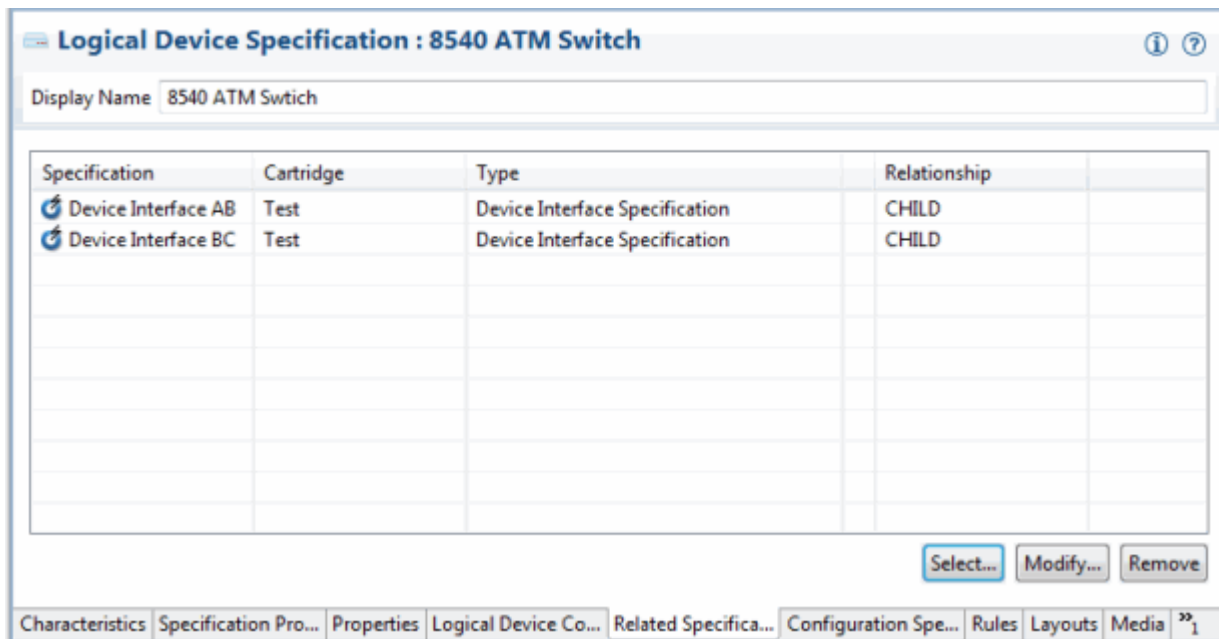 Logical Device Specification : 8540 ATM Switch
Display Name 8540 ATM Swtich
Specification Cartridge Type Relationship
Device Interface AB Test Device Interface Specification CHILD
Device Interface BC Test Device Interface Specification CHILD
Select... Modify... Remove
Characteristics Specification Pro... Properties Logical Device Co... Related Specifica... Configuration Spe... Rules Layouts Media »1